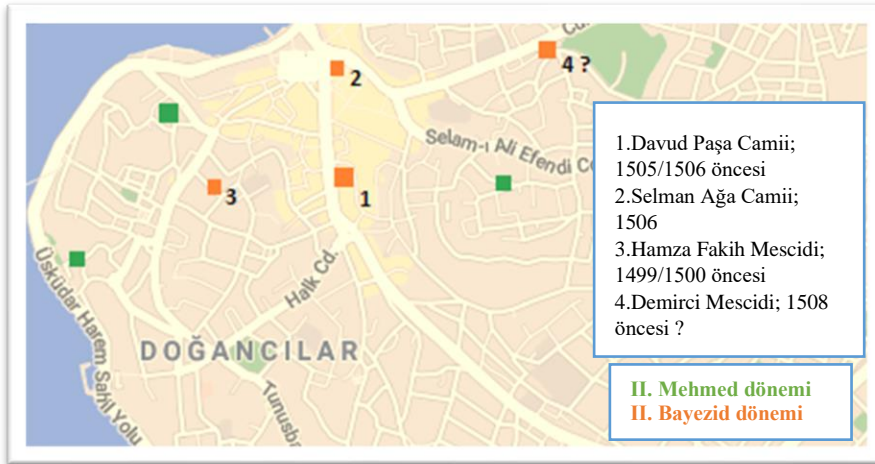 Cu
4 ?
2
Selam-ı Ali Efendi C
3
1
Halk Cd.
Üsküdar Harem Sahil Yolu
DOĞANCILAR
Tunusb
1.Davud Paşa Camii;
1505/1506 öncesi
2.Selman Ağa Camii;
1506
3.Hamza Fakih Mescidi;
1499/1500 öncesi
4.Demirci Mescidi; 1508
öncesi ?
II. Mehmed dönemi
II. Bayezid dönemi